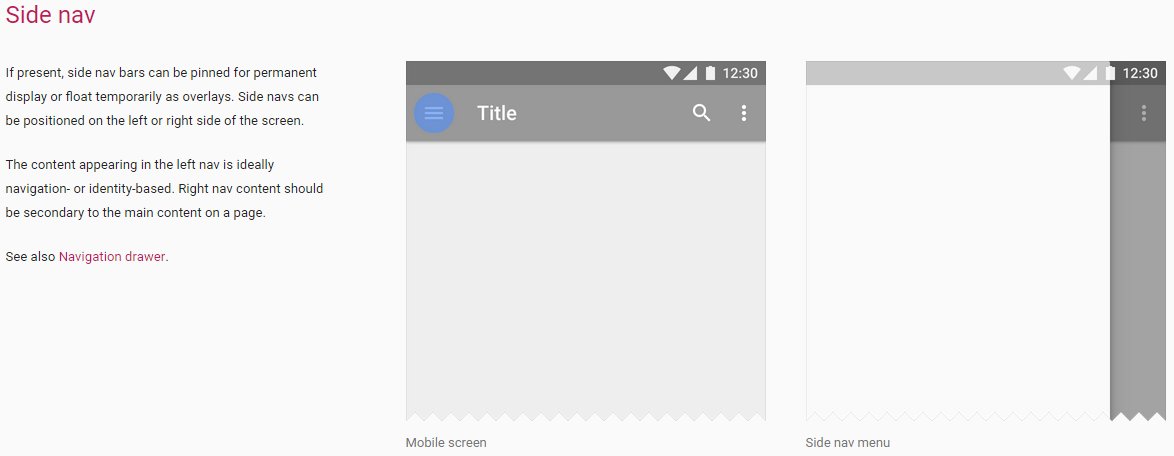 Side nav
If present, side nav bars can be pinned for permanent
display or float temporarily as overlays. Side navs can
be positioned on the left or right side of the screen.
The content appearing in the left nav is ideally
navigation- or identity-based. Right nav content should
be secondary to the main content on a page.
See also Navigation drawer.
12:30
Title
Mobile screen
12:30
Side nav menu